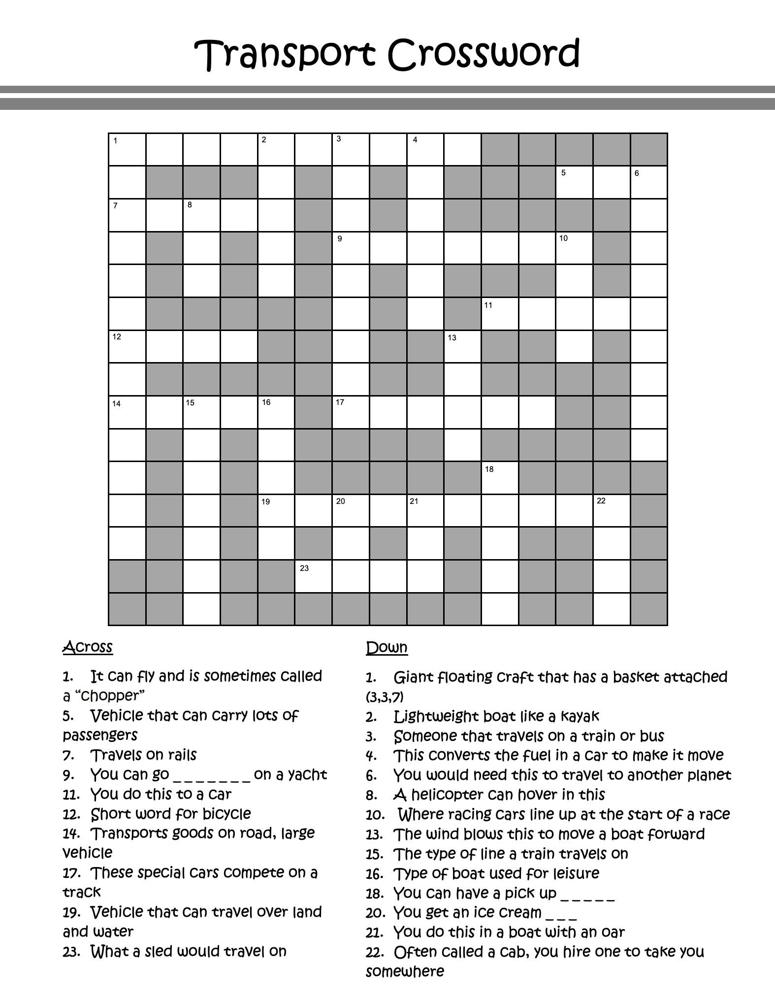 Transport Crossword
1 2 3 4
5 6
7 8
9 10
11
12 13
14 15 16 17
18
19 20 21 22
23
Across
1. It can fly and is sometimes called
a “chopper”
5. Vehicle that can carry lots of
passengers
7. Travels on rails
9. You can go _ _ _ _ _ _ _ on a yacht
11. You do this to a car
12. Short word for bicycle
14. Transports goods on road, large
vehicle
17. These special cars compete on a
track
19. Vehicle that can travel over land
and water
23. What a sled would travel on
Down
1. Giant floating craft that has a basket attached
(3,3,7)
2. Lightweight boat like a kayak
3. Someone that travels on a train or bus
4. This converts the fuel in a car to make it move
6. You would need this to travel to another planet
8. A helicopter can hover in this
10. Where racing cars line up at the start of a race
13. The wind blows this to move a boat forward
15. The type of line a train travels on
16. Type of boat used for leisure
18. You can have a pick up _ _ _ _ _
20. You get an ice cream _ _ _
21. You do this in a boat with an oar
22. Often called a cab, you hire one to take you
somewhere